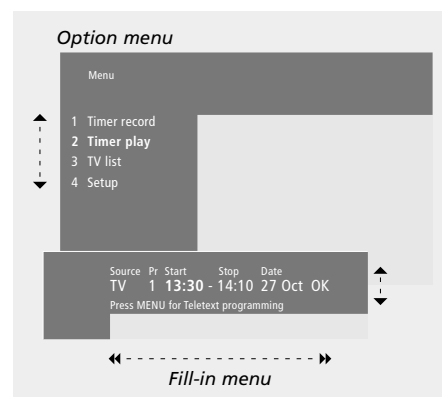 Option menu
Menu
1 Timer record
2 Timer play
3 TV list
4 Setup
Source Pr Start Stop Date
TV 1 13:30 - 14:10 27 Oct OK
Press MENU for Teletext programming
Fill-in menu